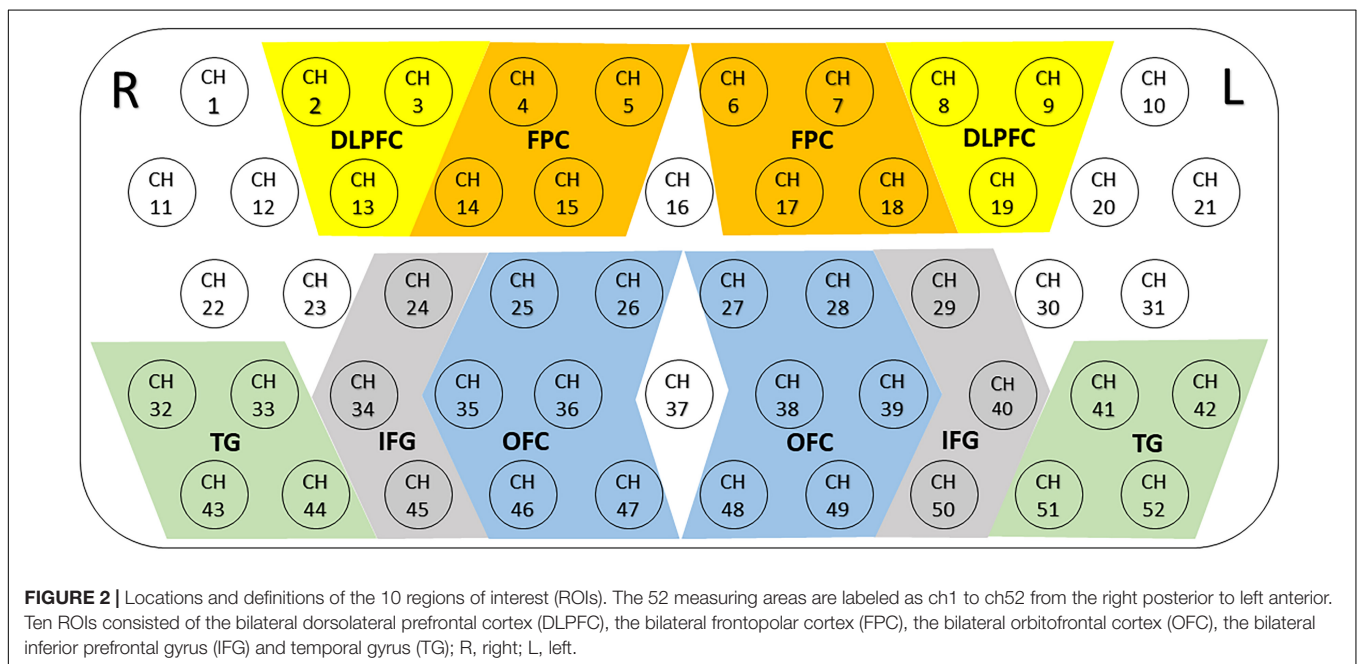 R L
CH 1 CH 2 CH 3 CH 4 CH 5 CH 6 CH 7 CH 8 CH 9 CH 10
DLPFC FPC FPC DLPFC
CH 11 CH 12 CH 13 CH 14 CH 15 CH 16 CH 17 CH 18 CH 19 CH 20 CH 21
CH 22 CH 23 CH 24 CH 25 CH 26 CH 27 CH 28 CH 29 CH 30 CH 31
CH 32 CH 33 CH 34 CH 35 CH 36 CH 37 CH 38 CH 39 CH 40 CH 41 CH 42
TG IFG OFC OFC IFG TG
CH 43 CH 44 CH 45 CH 46 CH 47 CH 48 CH 49 CH 50 CH 51 CH 52
FIGURE 2 | Locations and definitions of the 10 regions of interest (ROIs). The 52 measuring areas are labeled as ch1 to ch52 from the right posterior to left anterior.
Ten ROIs consisted of the bilateral dorsolateral prefrontal cortex (DLPFC), the bilateral frontopolar cortex (FPC), the bilateral orbitofrontal cortex (OFC), the bilateral
inferior prefrontal gyrus (IFG) and temporal gyrus (TG); R, right; L, left.